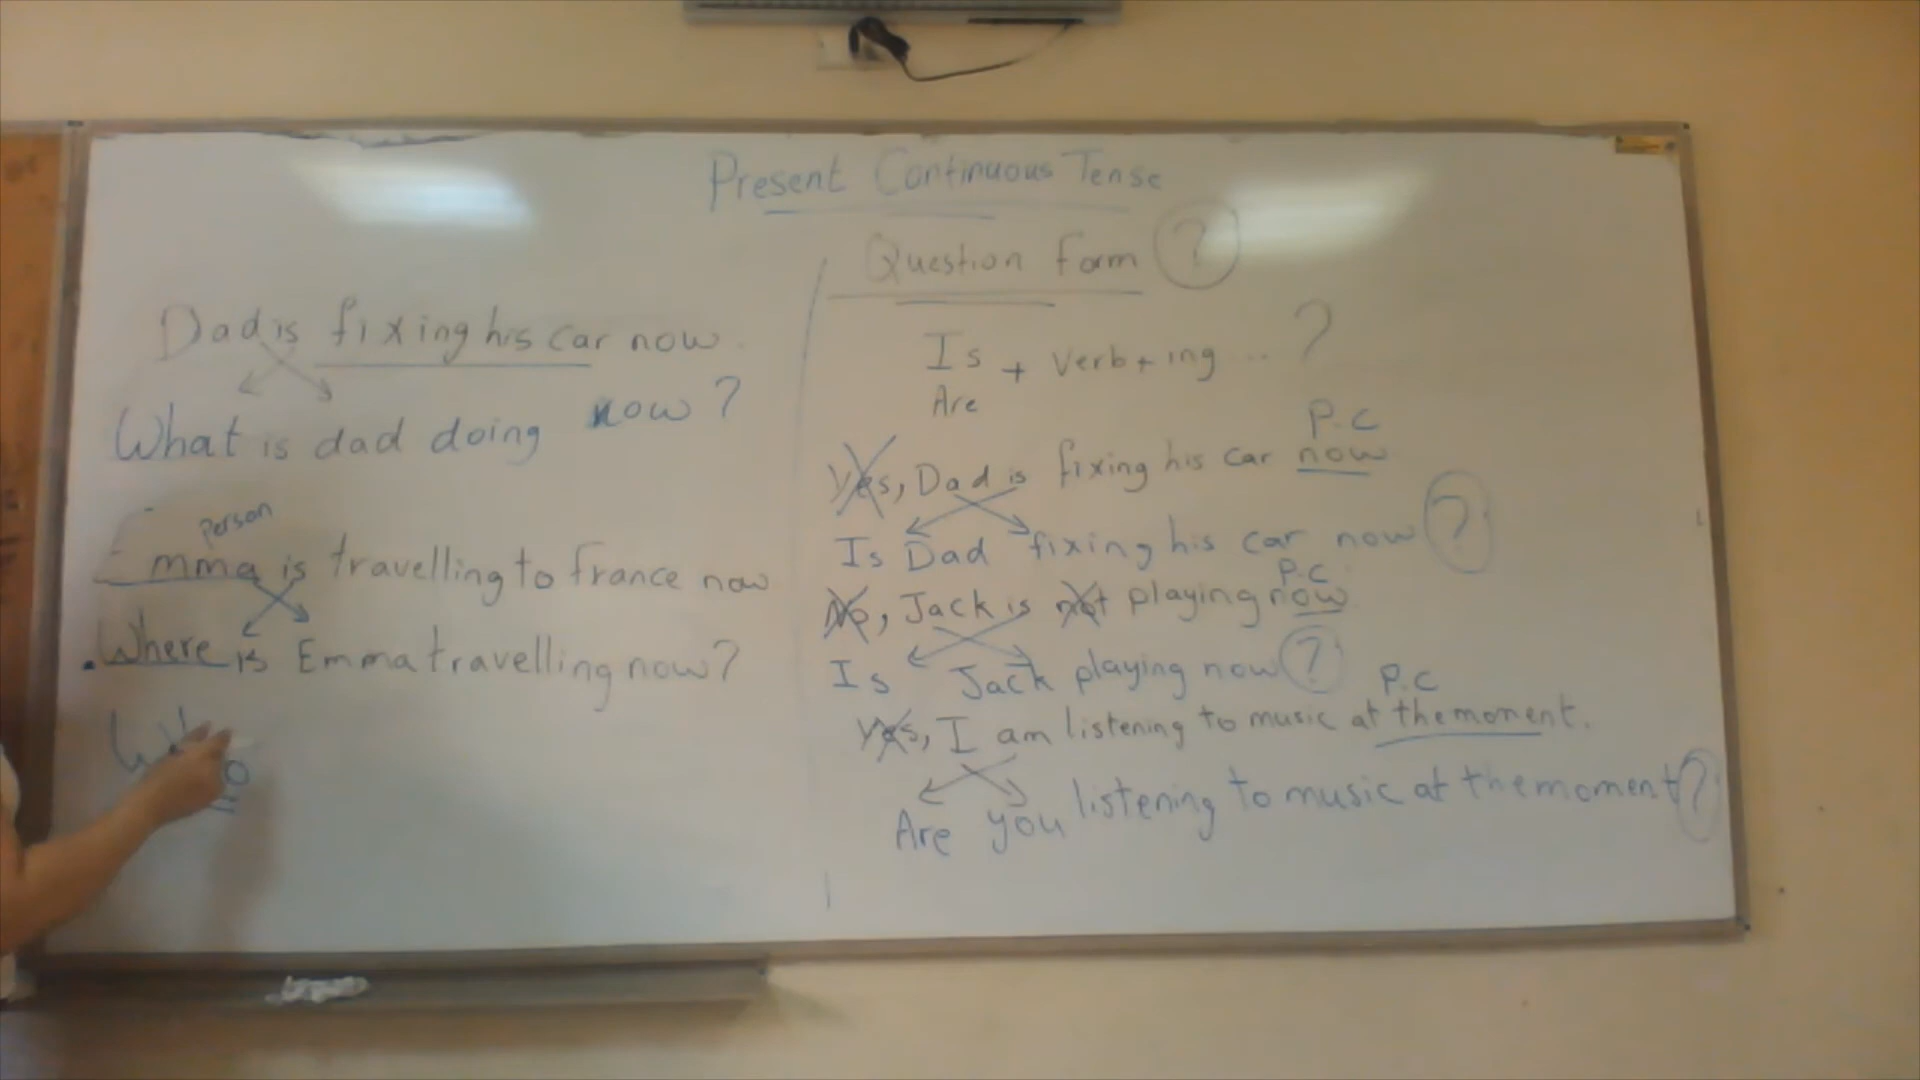 Present Continuous Tense
Dad is fixing his car now.
What is dad doing now?
person
Emma is travelling to france now
Where is Emma travelling now?
Question form ?
Is + verb + ing ... ?
Are
P.C
Yes, Dad is fixing his car now
Is Dad fixing his car now?
P.C
No, Jack is not playing now
Is Jack playing now?
P.C
Yes, I am listening to music at the moment.
Are you listening to music at the moment?